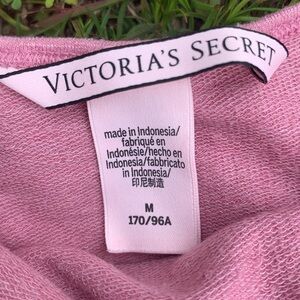 VICTORIA'S SECRET
made in Indonesia/
fabriqué en
Indonésie/hecho en
Indonesia/fabbricato
in Indonesia/
印尼制造
M
170/96A